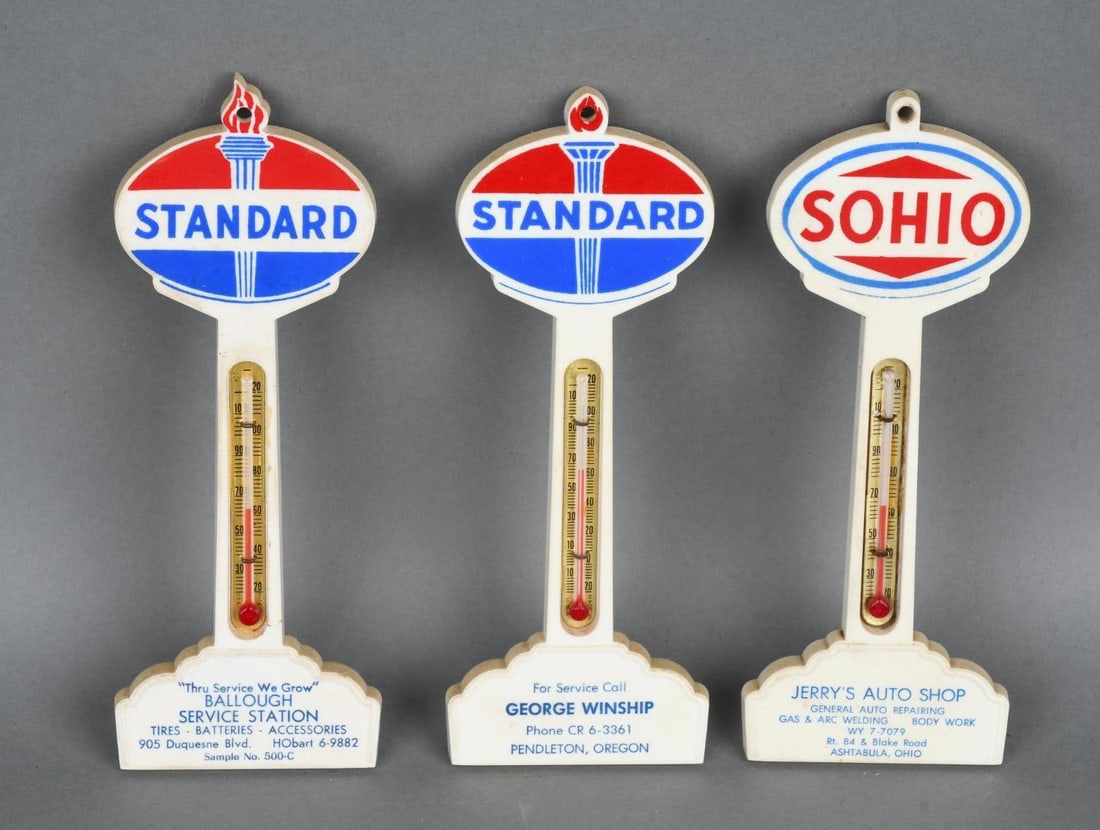 STANDARD
"Thru Service We Grow"
BALLOUGH
SERVICE STATION
TIRES - BATTERIES - ACCESSORIES
905 Duquesne Blvd. HObart 6-9882
Sample No. 500-C
STANDARD
For Service Call
GEORGE WINSHIP
Phone CR 6-3361
PENDLETON, OREGON
SOHIO
JERRY'S AUTO SHOP
GENERAL AUTO REPAIRING
GAS & ARC WELDING BODY WORK
WY 7-7079
Rt. 84 & Blake Road
ASHTABULA, OHIO